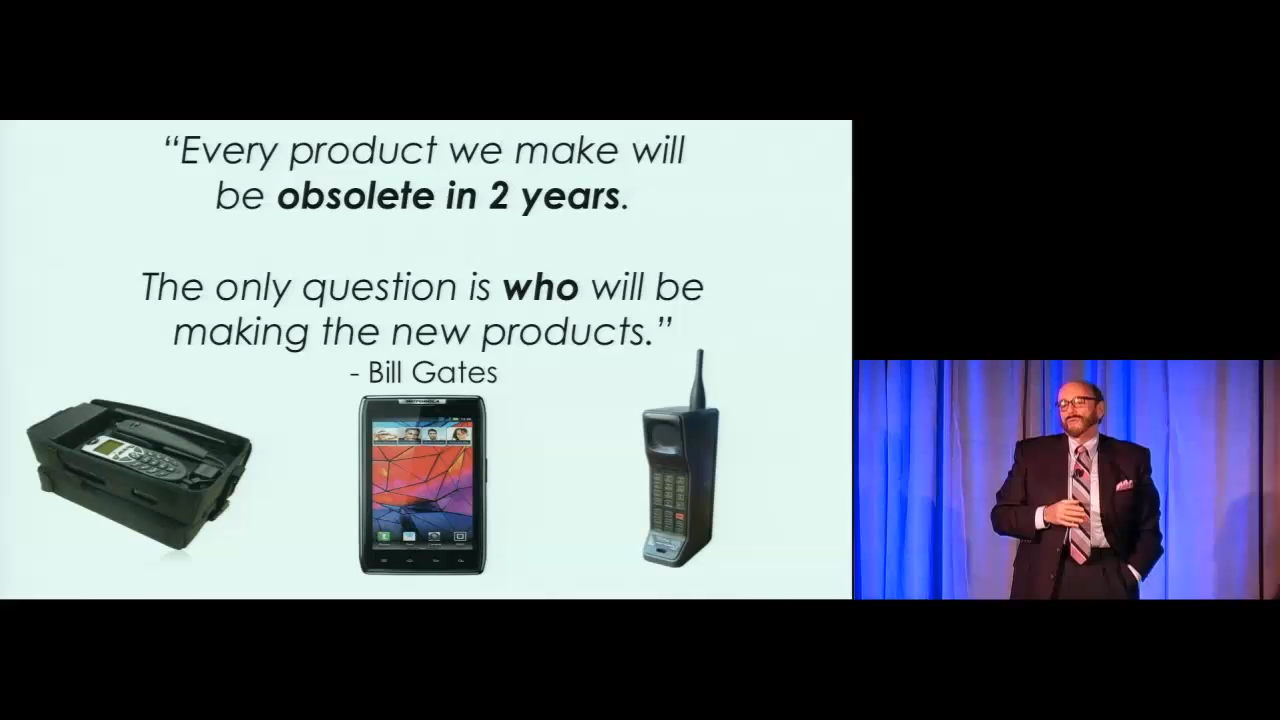 “Every product we make will
be obsolete in 2 years.
The only question is who will be
making the new products.”
- Bill Gates
MOTOROLA